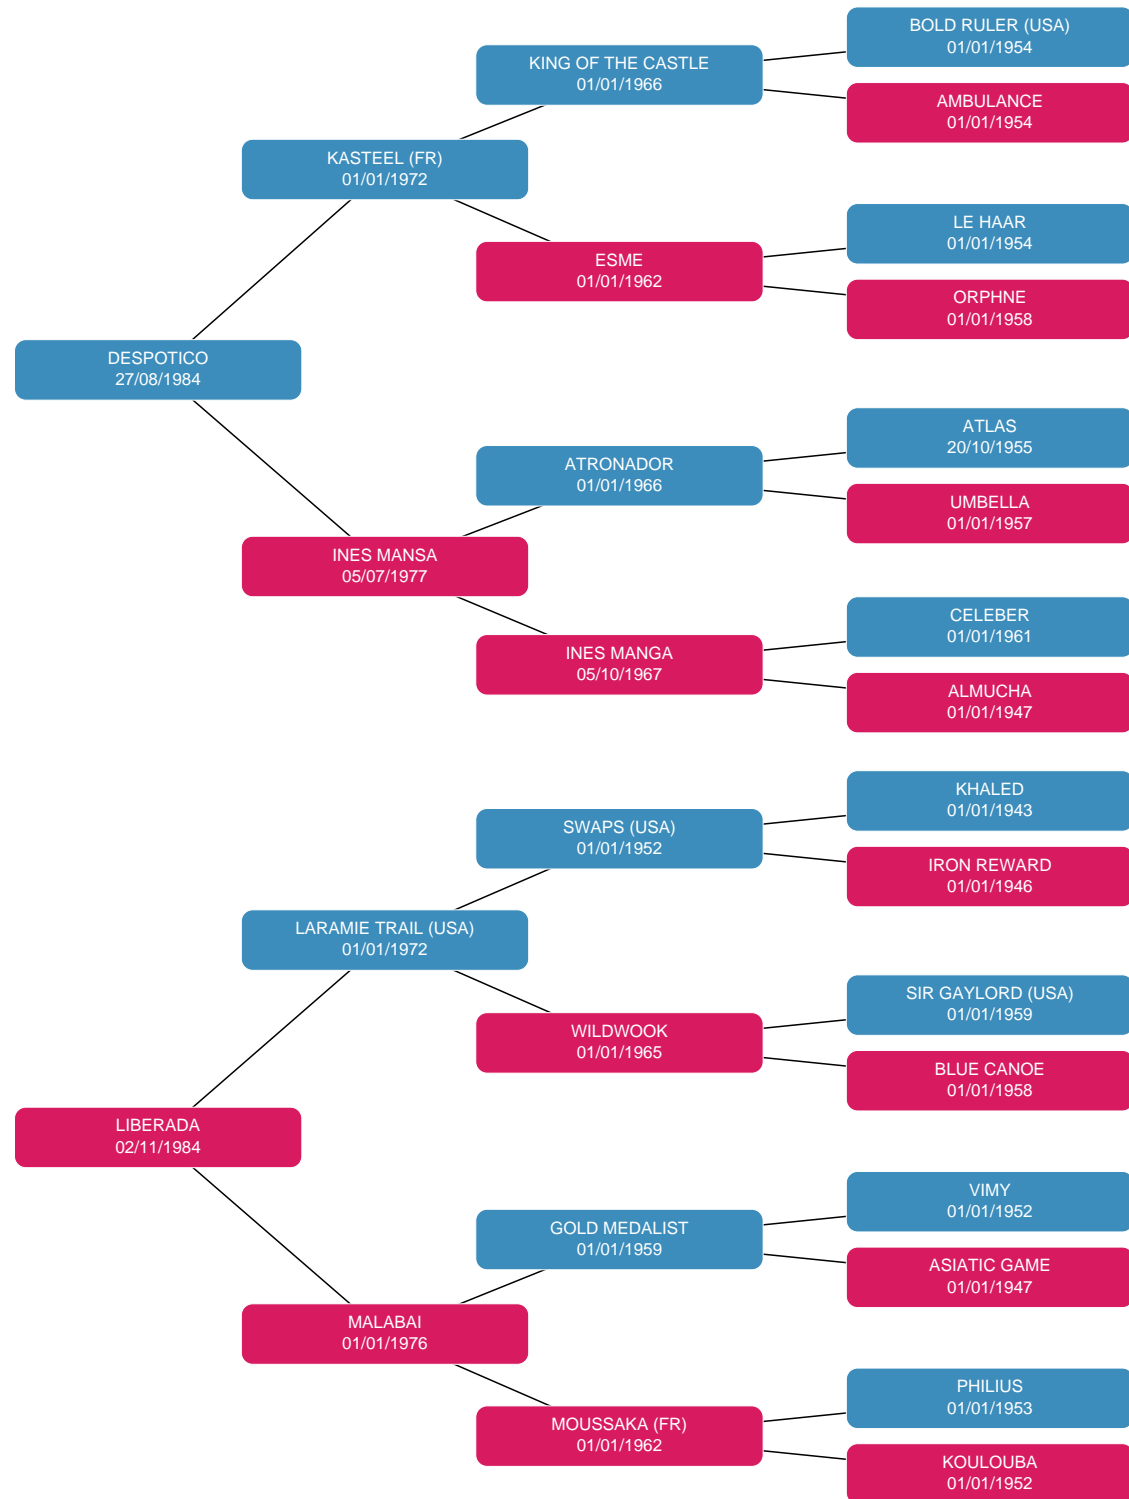 BOLD RULER (USA)
01/01/1954
KING OF THE CASTLE
01/01/1966
AMBULANCE
01/01/1954
KASTEEL (FR)
01/01/1972
LE HAAR
01/01/1954
ESME
01/01/1962
ORPHNE
01/01/1958
DESPOTICO
27/08/1984
ATLAS
20/10/1955
ATRONADOR
01/01/1966
UMBELLA
01/01/1957
INES MANSA
05/07/1977
CELEBER
01/01/1961
INES MANGA
05/10/1967
ALMUCHA
01/01/1947
KHALED
01/01/1943
SWAPS (USA)
01/01/1952
IRON REWARD
01/01/1946
LARAMIE TRAIL (USA)
01/01/1972
SIR GAYLORD (USA)
01/01/1959
WILDWOOK
01/01/1965
BLUE CANOE
01/01/1958
LIBERADA
02/11/1984
VIMY
01/01/1952
GOLD MEDALIST
01/01/1959
ASIATIC GAME
01/01/1947
MALABAI
01/01/1976
PHILIUS
01/01/1953
MOUSSAKA (FR)
01/01/1962
KOULOUBA
01/01/1952